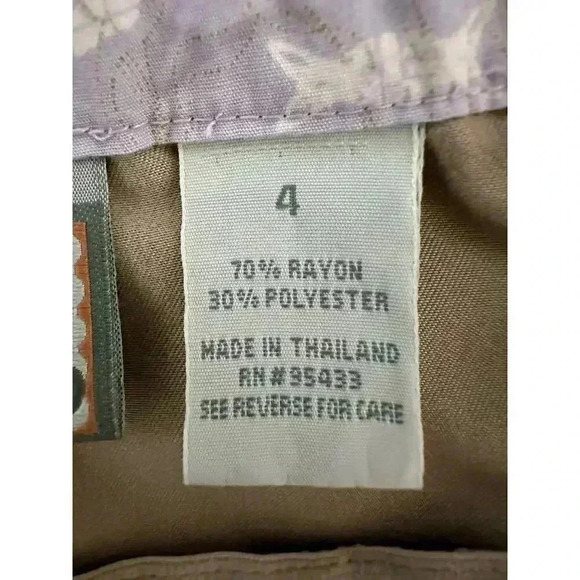 4
70% RAYON
30% POLYESTER
MADE IN THAILAND
RN#95433
SEE REVERSE FOR CARE